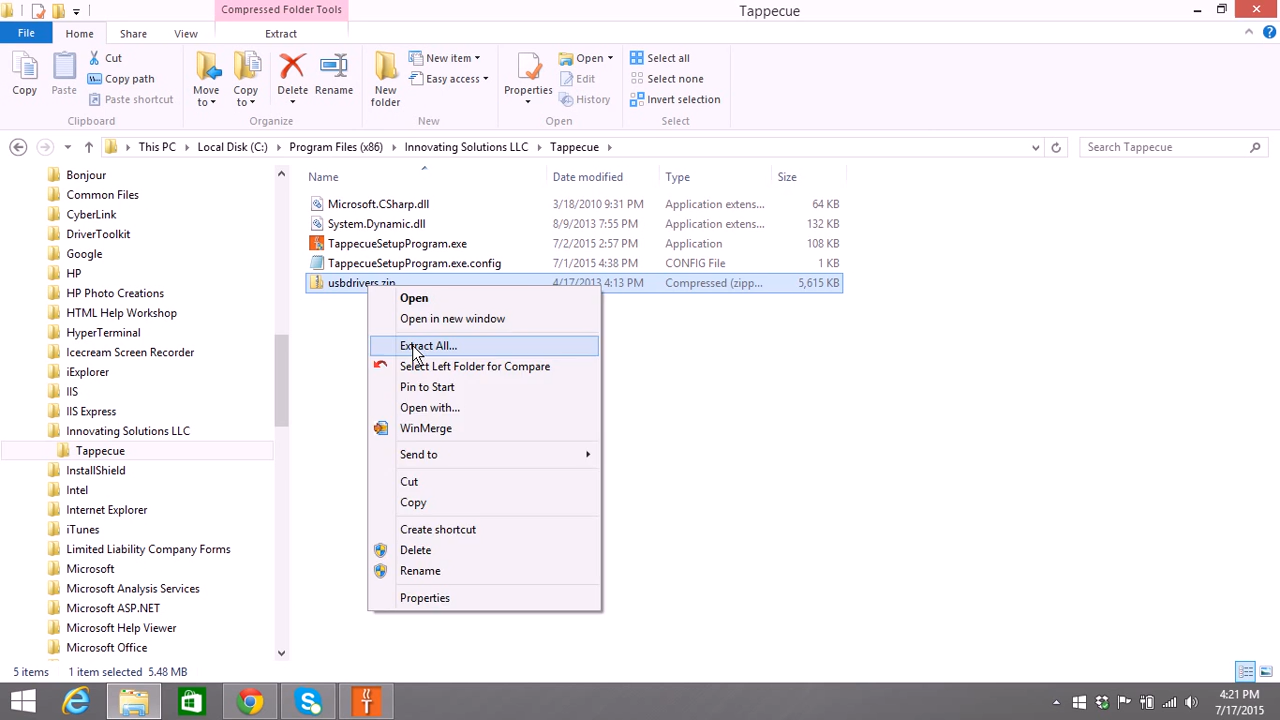 Compressed Folder Tools
Tappecue
File Home Share View Extract
Copy
Paste
Cut
Copy path
Paste shortcut
Clipboard
Move to
Copy to
Delete
Rename
Organize
New folder
New item
Easy access
New
Properties
Open
Edit
History
Open
Select all
Select none
Invert selection
Select
This PC Local Disk (C:) Program Files (x86) Innovating Solutions LLC Tappecue
Search Tappecue
Bonjour
Common Files
CyberLink
DriverToolkit
Google
HP
HP Photo Creations
HTML Help Workshop
HyperTerminal
Icecream Screen Recorder
iExplorer
IIS
IIS Express
Innovating Solutions LLC
Tappecue
InstallShield
Intel
Internet Explorer
iTunes
Limited Liability Company Forms
Microsoft
Microsoft Analysis Services
Microsoft ASP.NET
Microsoft Help Viewer
Microsoft Office
Name Date modified Type Size
Microsoft.CSharp.dll 3/18/2010 9:31 PM Application extens... 64 KB
System.Dynamic.dll 8/9/2013 7:55 PM Application extens... 132 KB
TappecueSetupProgram.exe 7/2/2015 2:57 PM Application 108 KB
TappecueSetupProgram.exe.config 7/1/2015 4:38 PM CONFIG File 1 KB
usbdrivers.zip 4/17/2013 4:13 PM Compressed (zipp... 5,615 KB
Open
Open in new window
Extract All...
Select Left Folder for Compare
Pin to Start
Open with...
WinMerge
Send to
Cut
Copy
Create shortcut
Delete
Rename
Properties
5 items 1 item selected 5.48 MB
4:21 PM
7/17/2015